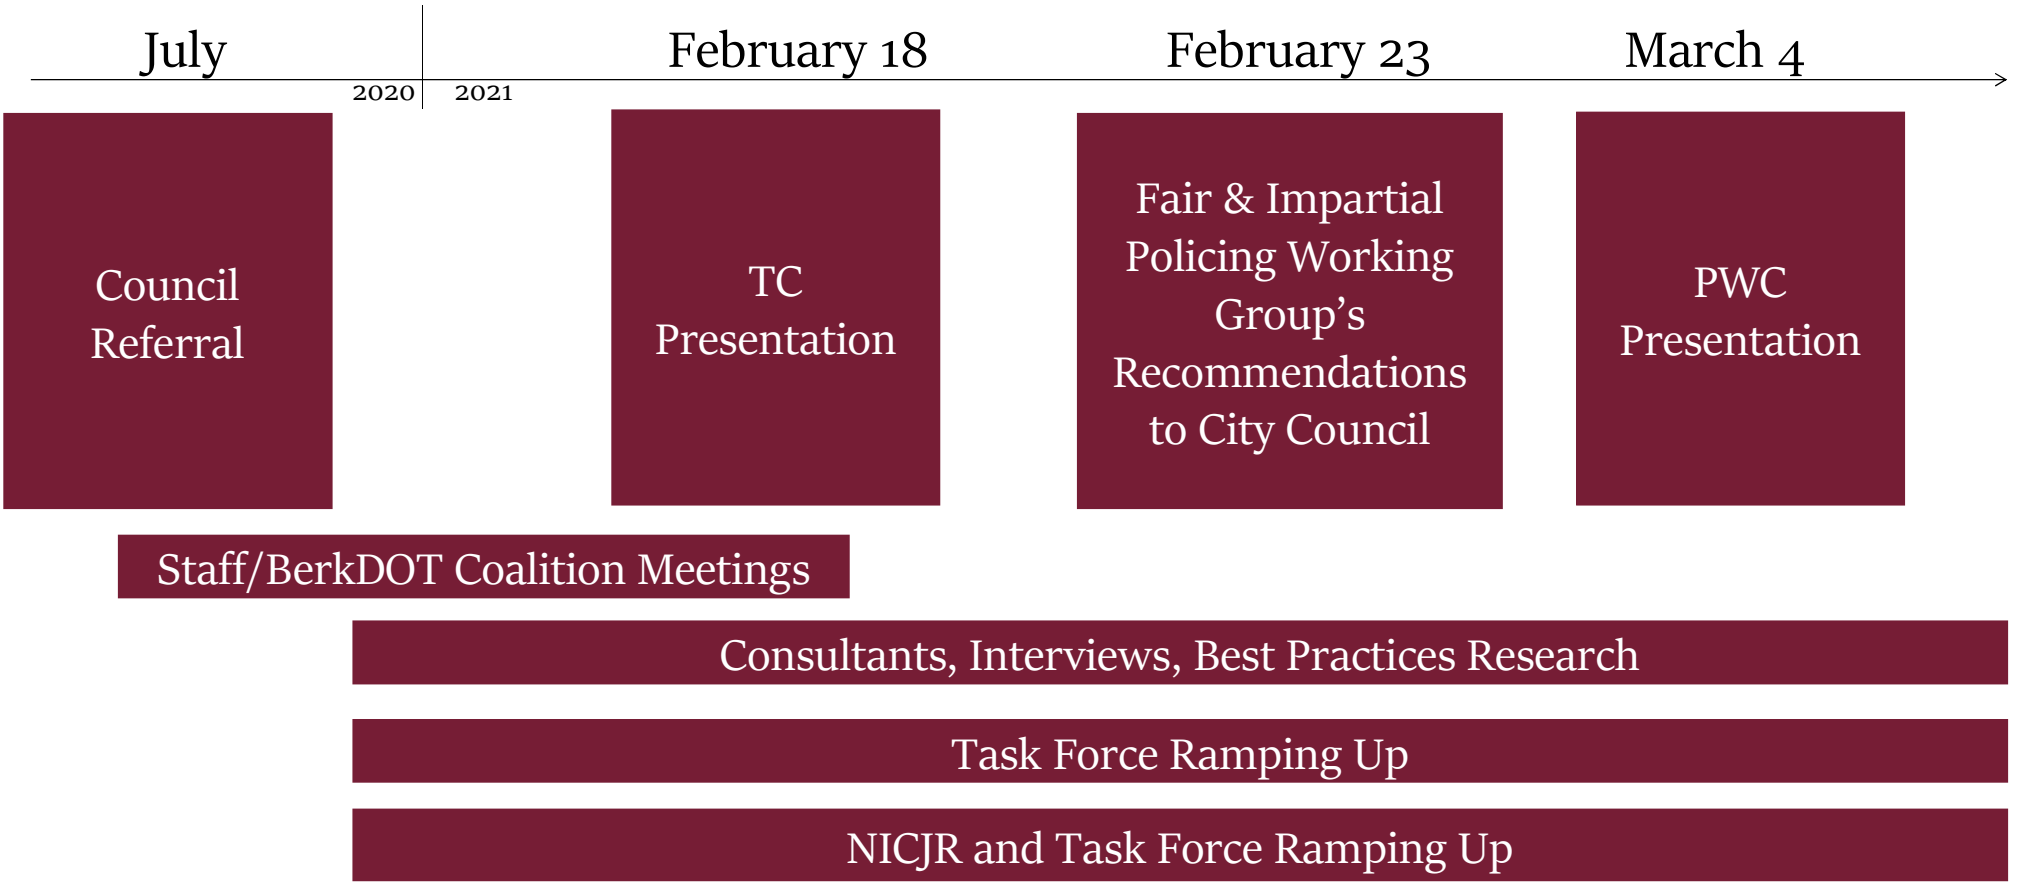 July
February 18
February 23
March 4
2020
2021
Council
Referral
TC
Presentation
Fair & Impartial
Policing Working
Group’s
Recommendations
to City Council
PWC
Presentation
Staff/BerkDOT Coalition Meetings
Consultants, Interviews, Best Practices Research
Task Force Ramping Up
NICJR and Task Force Ramping Up